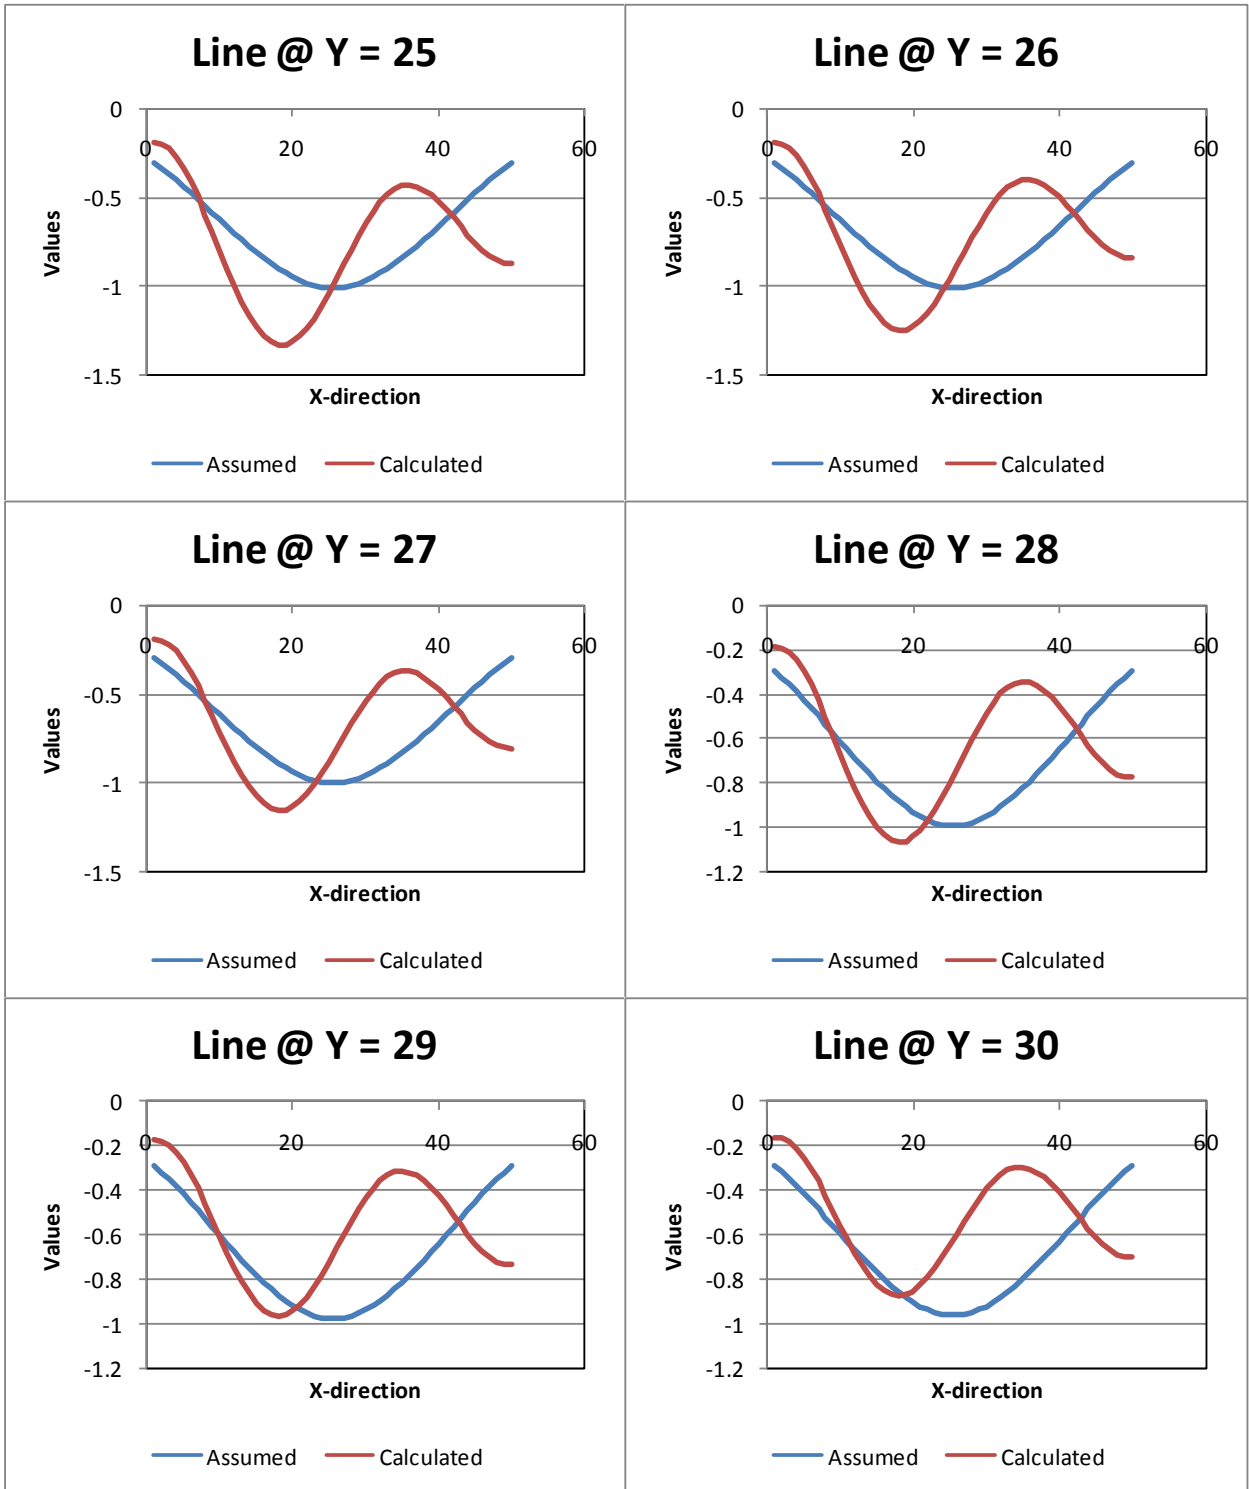 Line @ Y = 25
0
0 20 40 60
-0.5
-1
-1.5
Values
X-direction
Assumed Calculated
Line @ Y = 26
0
0 20 40 60
-0.5
-1
-1.5
Values
X-direction
Assumed Calculated
Line @ Y = 27
0
0 20 40 60
-0.5
-1
-1.5
Values
X-direction
Assumed Calculated
Line @ Y = 28
0
0 20 40 60
-0.2
-0.4
-0.6
-0.8
-1
-1.2
Values
X-direction
Assumed Calculated
Line @ Y = 29
0
0 20 40 60
-0.2
-0.4
-0.6
-0.8
-1
-1.2
Values
X-direction
Assumed Calculated
Line @ Y = 30
0
0 20 40 60
-0.2
-0.4
-0.6
-0.8
-1
-1.2
Values
X-direction
Assumed Calculated